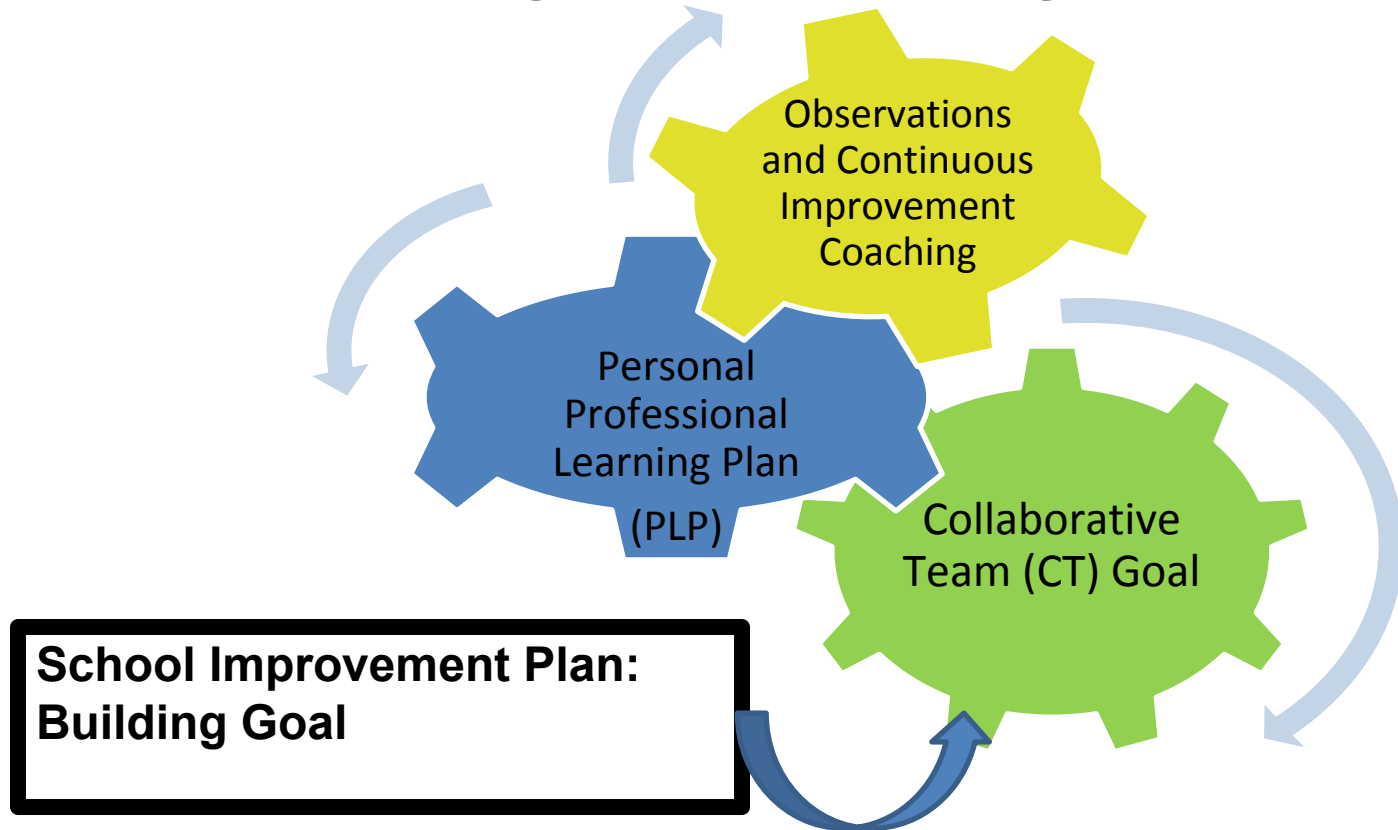 Observations
and Continuous
Improvement
Coaching
Personal
Professional
Learning Plan
(PLP)
Collaborative
Team (CT) Goal
School Improvement Plan:
Building Goal